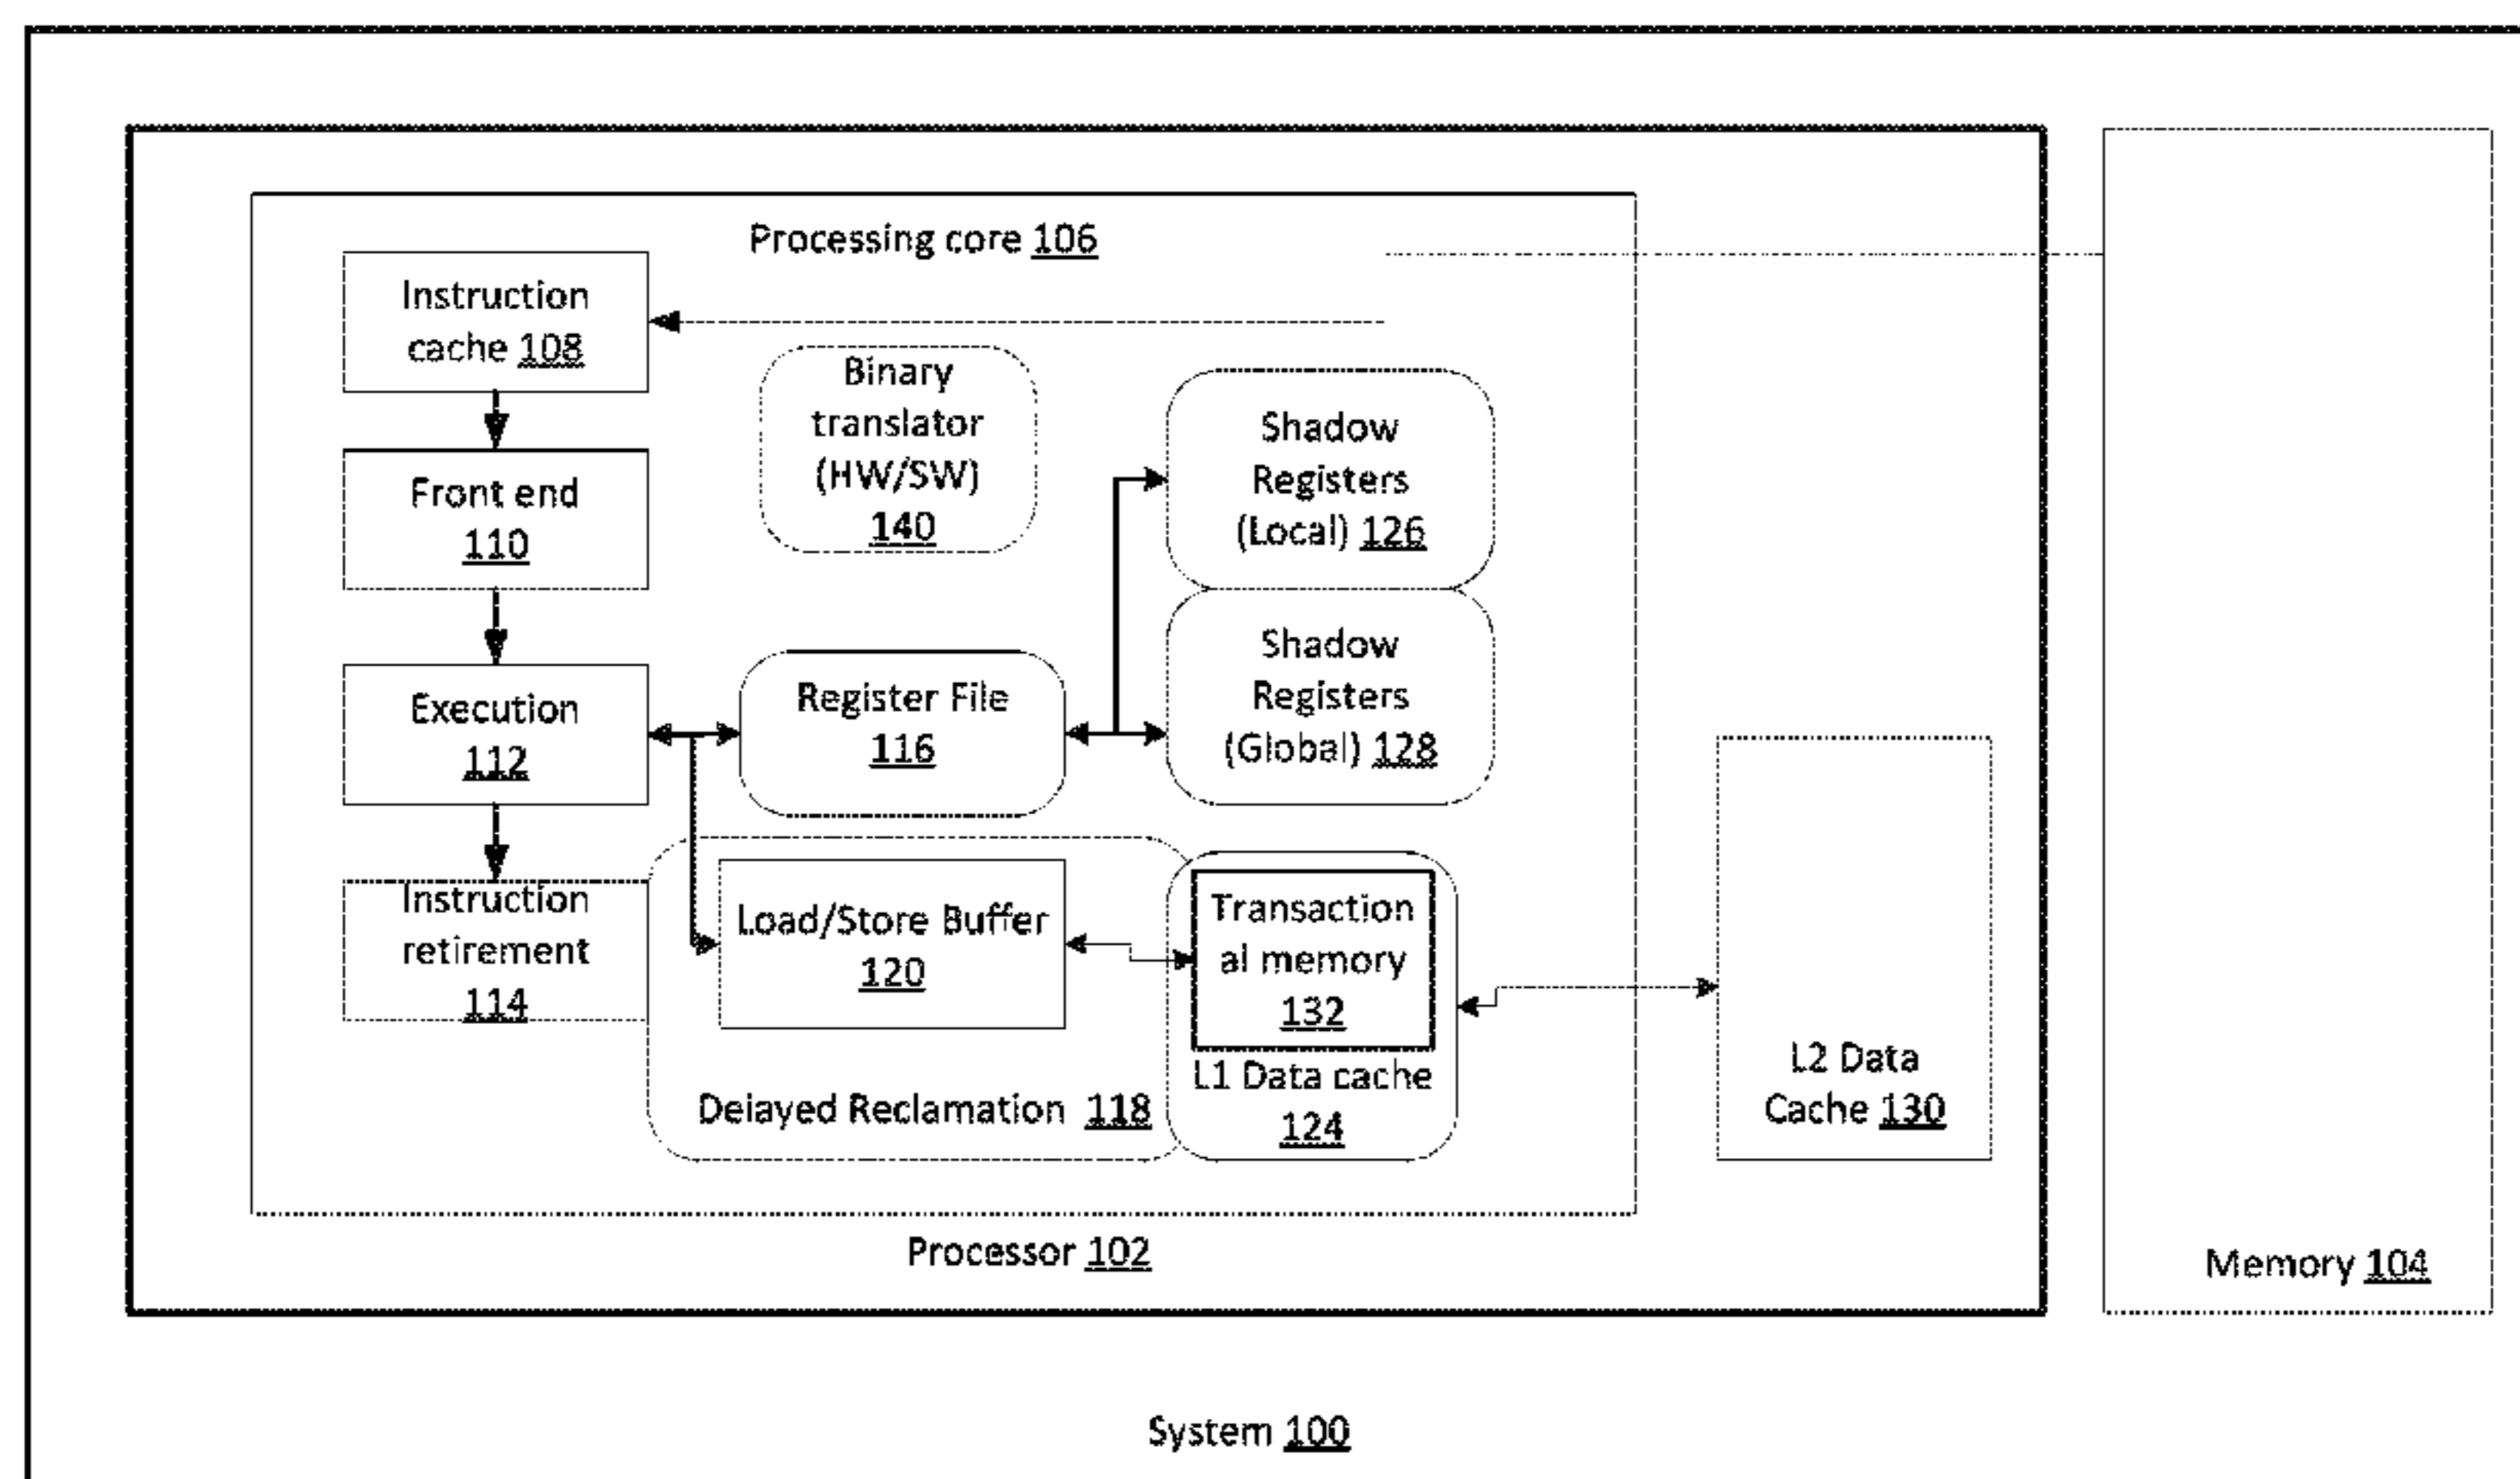 Processing core 106
Instruction
cache 108
Binary
translator
(HW/SW)
140
Shadow
Registers
(Local) 126
Front end
110
Shadow
Registers
(Global) 128
Execution
112
Register File
116
Instruction
retirement
114
Load/Store Buffer
120
Transaction
al memory
132
L1 Data cache
124
Delayed Reclamation 118
L2 Data
Cache 130
Processor 102
Memory 104
System 100